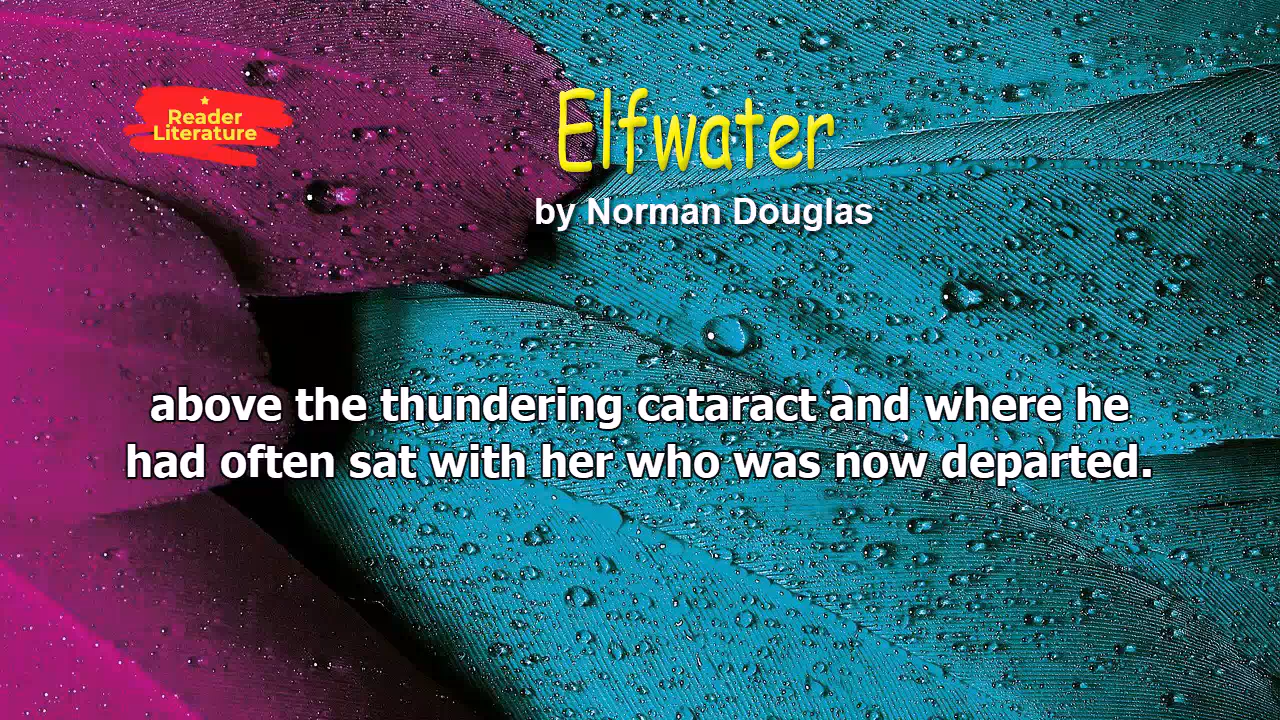 Reader
Literature
Elfwater
by Norman Douglas
above the thundering cataract and where he
had often sat with her who was now departed.